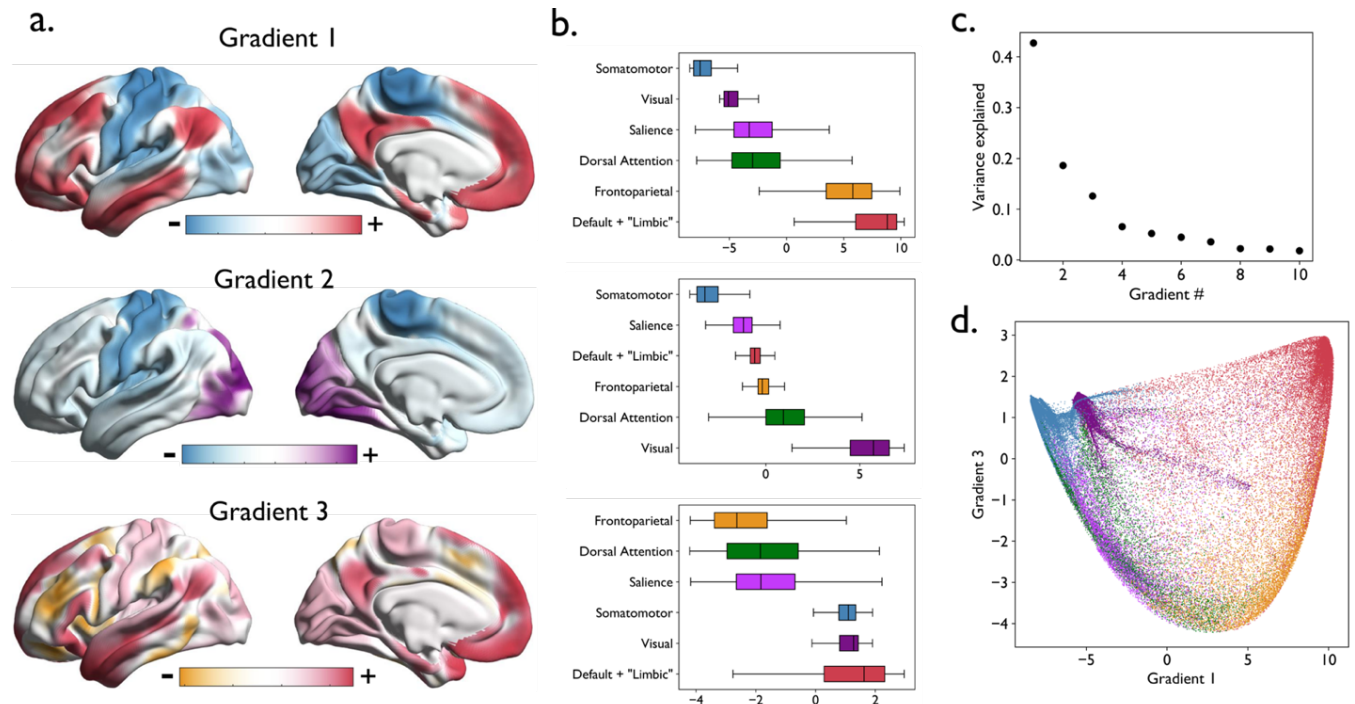 a.
Gradient 1
- +
Gradient 2
- +
Gradient 3
- +
b.
Somatomotor
Visual
Salience
Dorsal Attention
Frontoparietal
Default + "Limbic"
−5 0 5 10
Somatomotor
Salience
Default + "Limbic"
Frontoparietal
Dorsal Attention
Visual
0 5
Frontoparietal
Dorsal Attention
Salience
Somatomotor
Visual
Default + "Limbic"
−4 −2 0 2
c.
Variance explained
0.4
0.3
0.2
0.1
0.0
2 4 6 8 10
Gradient #
d.
Gradient 3
3
2
1
0
−1
−2
−3
−4
−5 0 5 10
Gradient 1